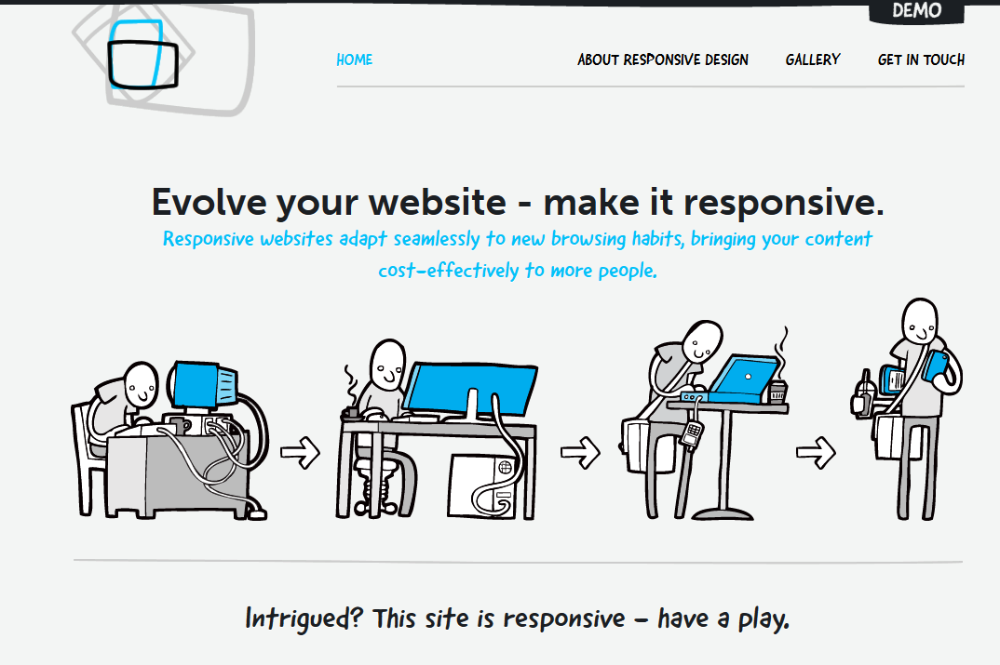 DEMO
HOME ABOUT RESPONSIVE DESIGN GALLERY GET IN TOUCH
Evolve your website - make it responsive.
Responsive websites adapt seamlessly to new browsing habits, bringing your content
cost-effectively to more people.
Intrigued? This site is responsive - have a play.